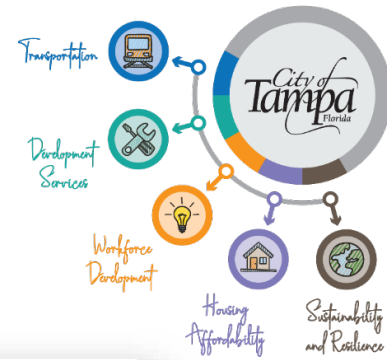 Transportation
City of
Tampa
Florida
Development
Services
Workforce
Development
Housing
Affordability
Sustainability
and Resilience